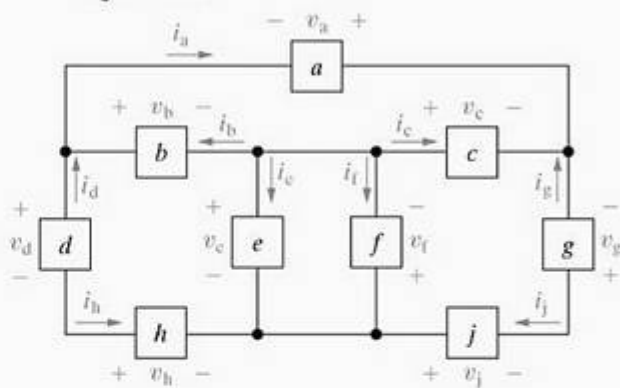 − vₐ +
iₐ
a
+ v_b − i_b i_c + v_c −
b c
i_d i_e i_f i_g
+ + − −
v_d d v_e e f v_f g v_g
− − + +
i_h i_j
h j
+ v_h − + v_j −